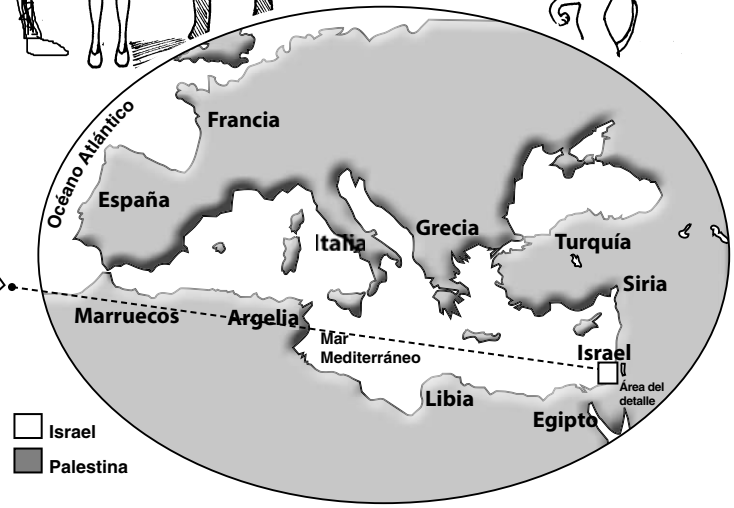 Océano Atlántico
Francia
España
Italia
Grecia
Turquía
Siria
Marruecos
Argelia
Mar
Mediterráneo
Israel
Área del
detalle
Libia
Egipto
Israel
Palestina